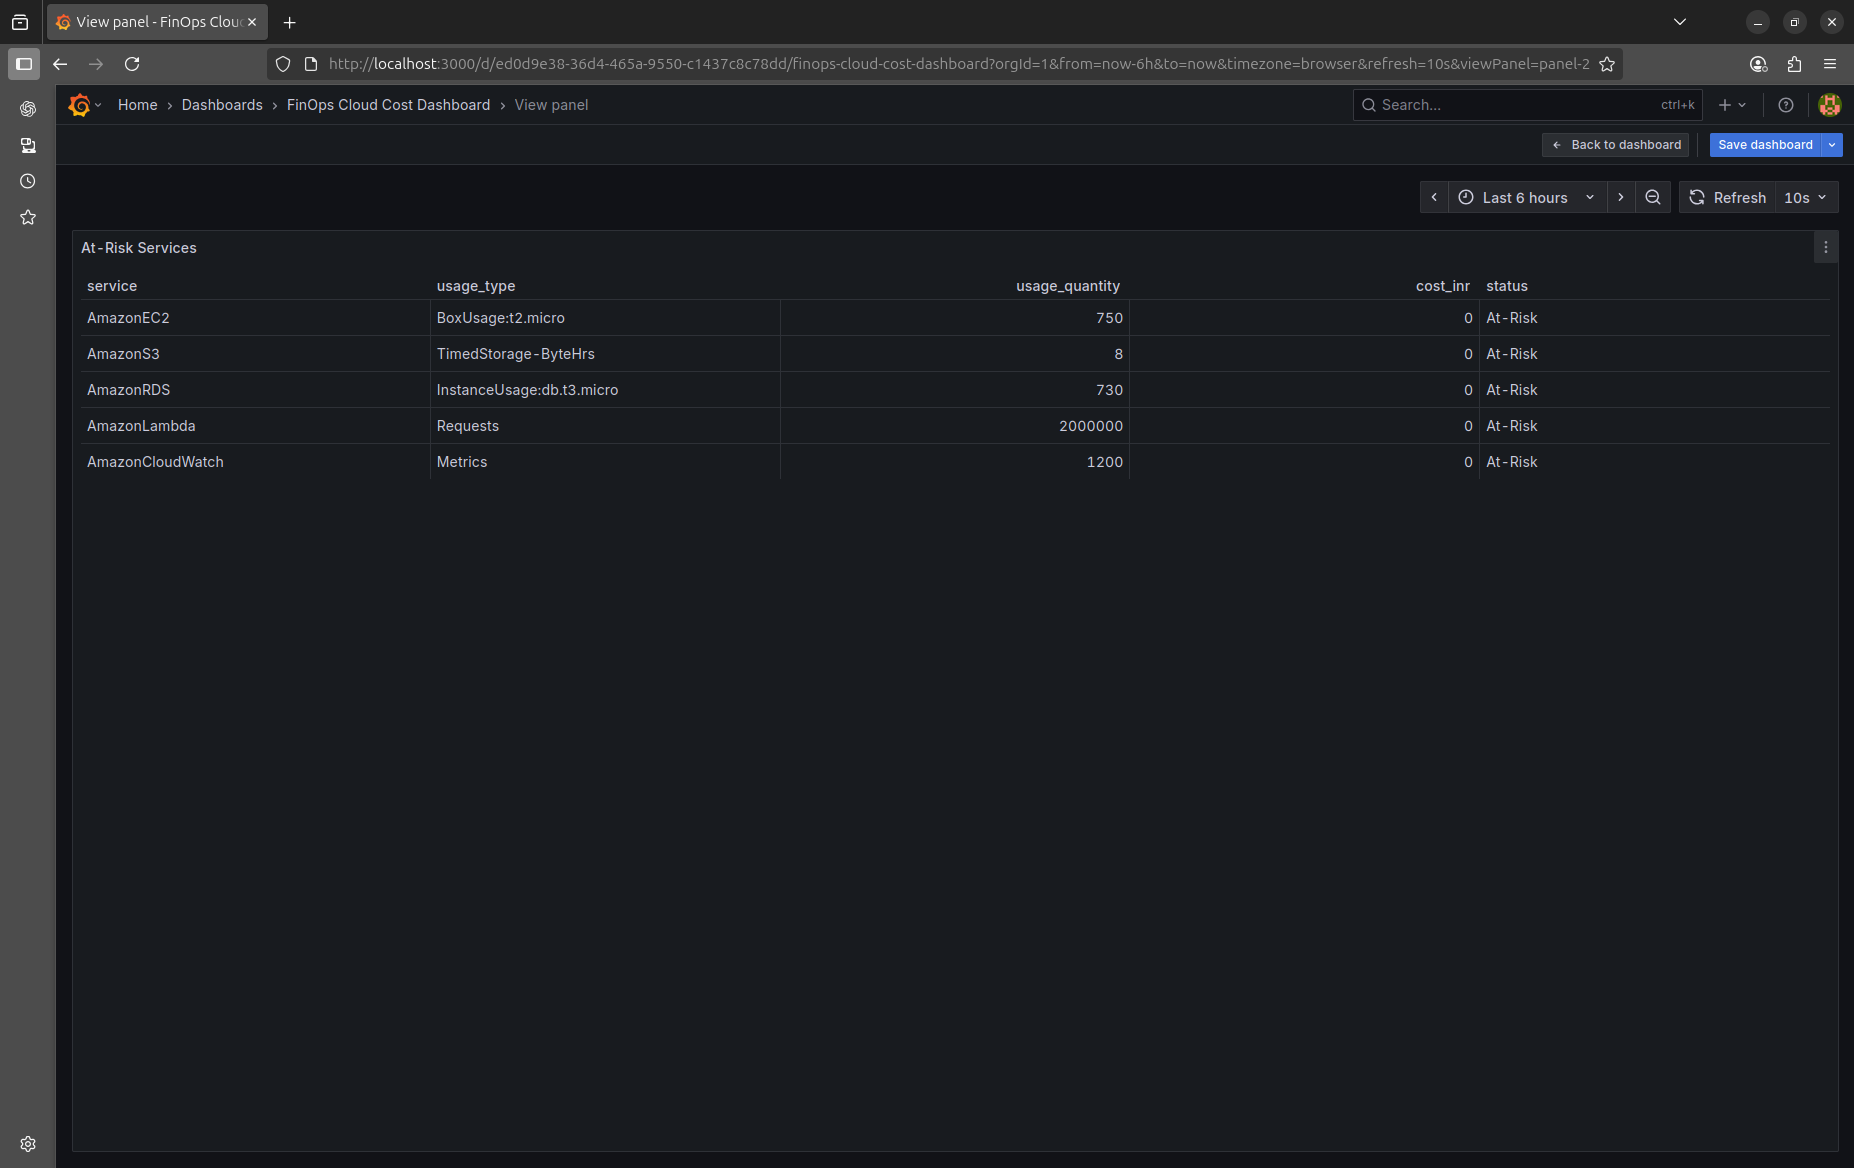 View panel - FinOps Clou
http://localhost:3000/d/ed0d9e38-36d4-465a-9550-c1437c8c78dd/finops-cloud-cost-dashboard?orgId=1&from=now-6h&to=now&timezone=browser&refresh=10s&viewPanel=panel-2
Home › Dashboards › FinOps Cloud Cost Dashboard › View panel
Search... ctrl+k
Back to dashboard Save dashboard
Last 6 hours Refresh 10s
At-Risk Services
service usage_type usage_quantity cost_inr status
AmazonEC2 BoxUsage:t2.micro 750 0 At-Risk
AmazonS3 TimedStorage-ByteHrs 8 0 At-Risk
AmazonRDS InstanceUsage:db.t3.micro 730 0 At-Risk
AmazonLambda Requests 2000000 0 At-Risk
AmazonCloudWatch Metrics 1200 0 At-Risk